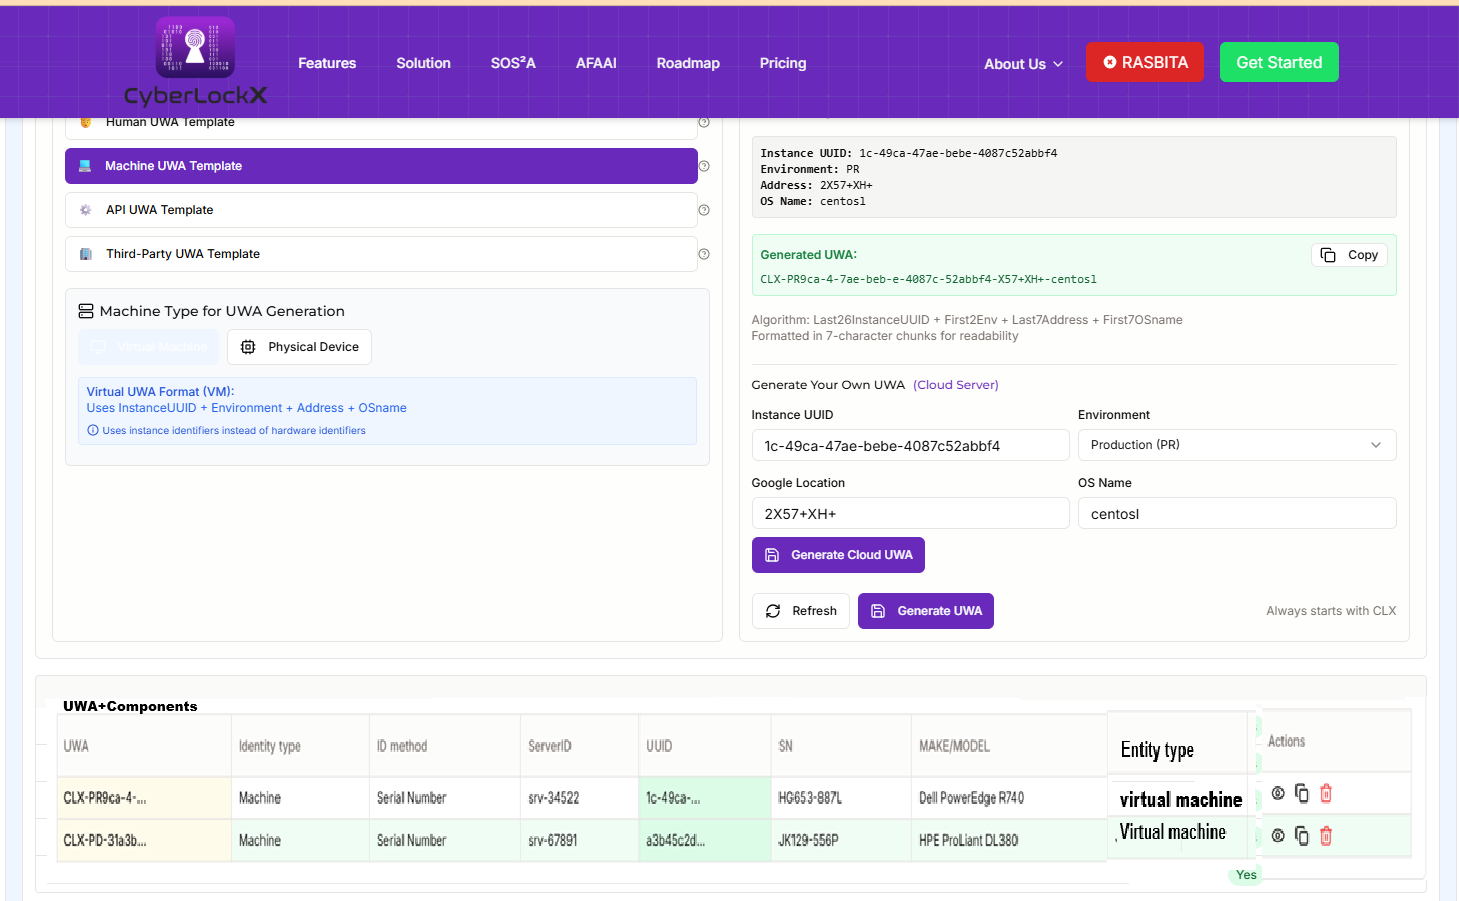 CyberLockX
Features Solution SOS²A AFAAI Roadmap Pricing About Us RASBITA Get Started
Human UWA Template
Machine UWA Template
API UWA Template
Third-Party UWA Template
Machine Type for UWA Generation
Virtual Machine Physical Device
Virtual UWA Format (VM):
Uses InstanceUUID + Environment + Address + OSname
Uses instance identifiers instead of hardware identifiers
Instance UUID: 1c-49ca-47ae-bebe-4087c52abbf4
Environment: PR
Address: 2X57+XH+
OS Name: centosl
Generated UWA: Copy
CLX-PR9ca-4-7ae-beb-e-4087c-52abbf4-X57+XH+-centosl
Algorithm: Last26InstanceUUID + First2Env + Last7Address + First7OSname
Formatted in 7-character chunks for readability
Generate Your Own UWA (Cloud Server)
Instance UUID Environment
1c-49ca-47ae-bebe-4087c52abbf4 Production (PR)
Google Location OS Name
2X57+XH+ centosl
Generate Cloud UWA
Refresh Generate UWA Always starts with CLX
UWA+Components
UWA Identity type ID method ServerID UUID SN MAKE/MODEL Entity type Actions
CLX-PR9ca-4-... Machine Serial Number srv-34522 1c-49ca-... HG653-887L Dell PowerEdge R740 virtual machine
CLX-PD-31a3b... Machine Serial Number srv-67891 a3b45c2d... JK129-556P HPE ProLiant DL380 Virtual machine
Yes